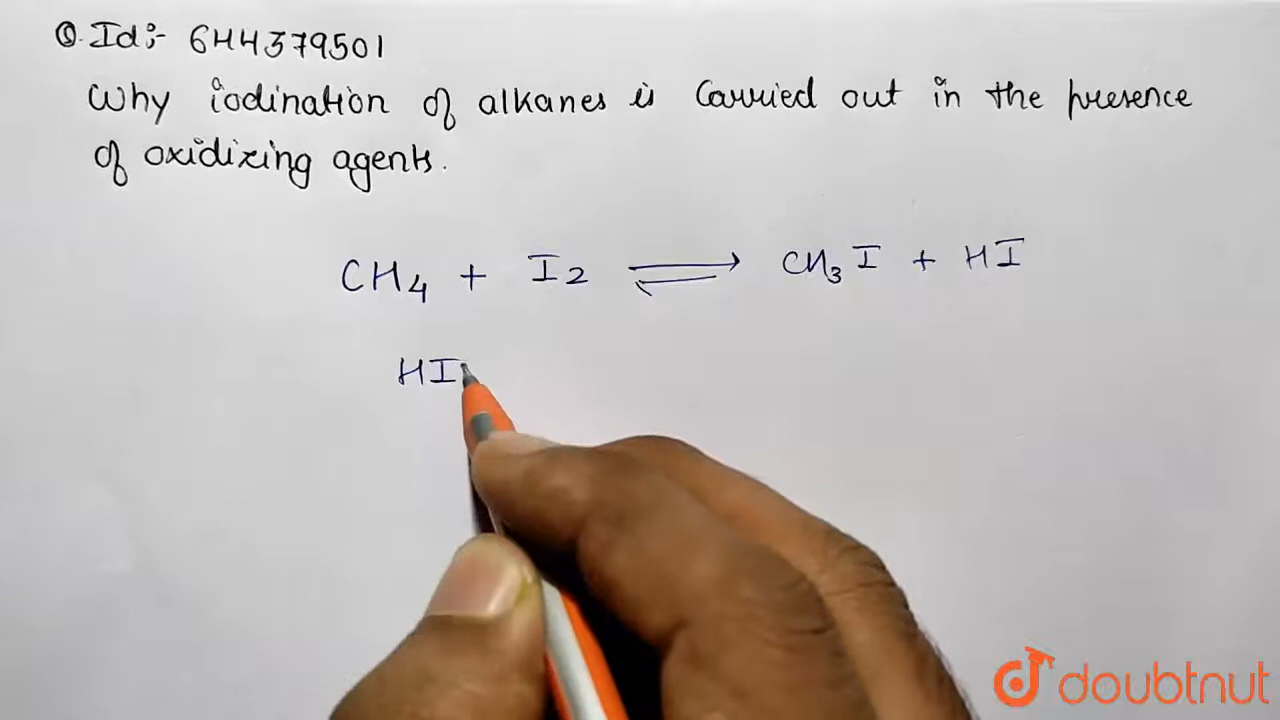 Q. Id:- 644379501
Why iodination of alkanes is Carried out in the presence
of oxidizing agents.
CH₄ + I₂ ⇌ CH₃I + HI
HI
doubtnut